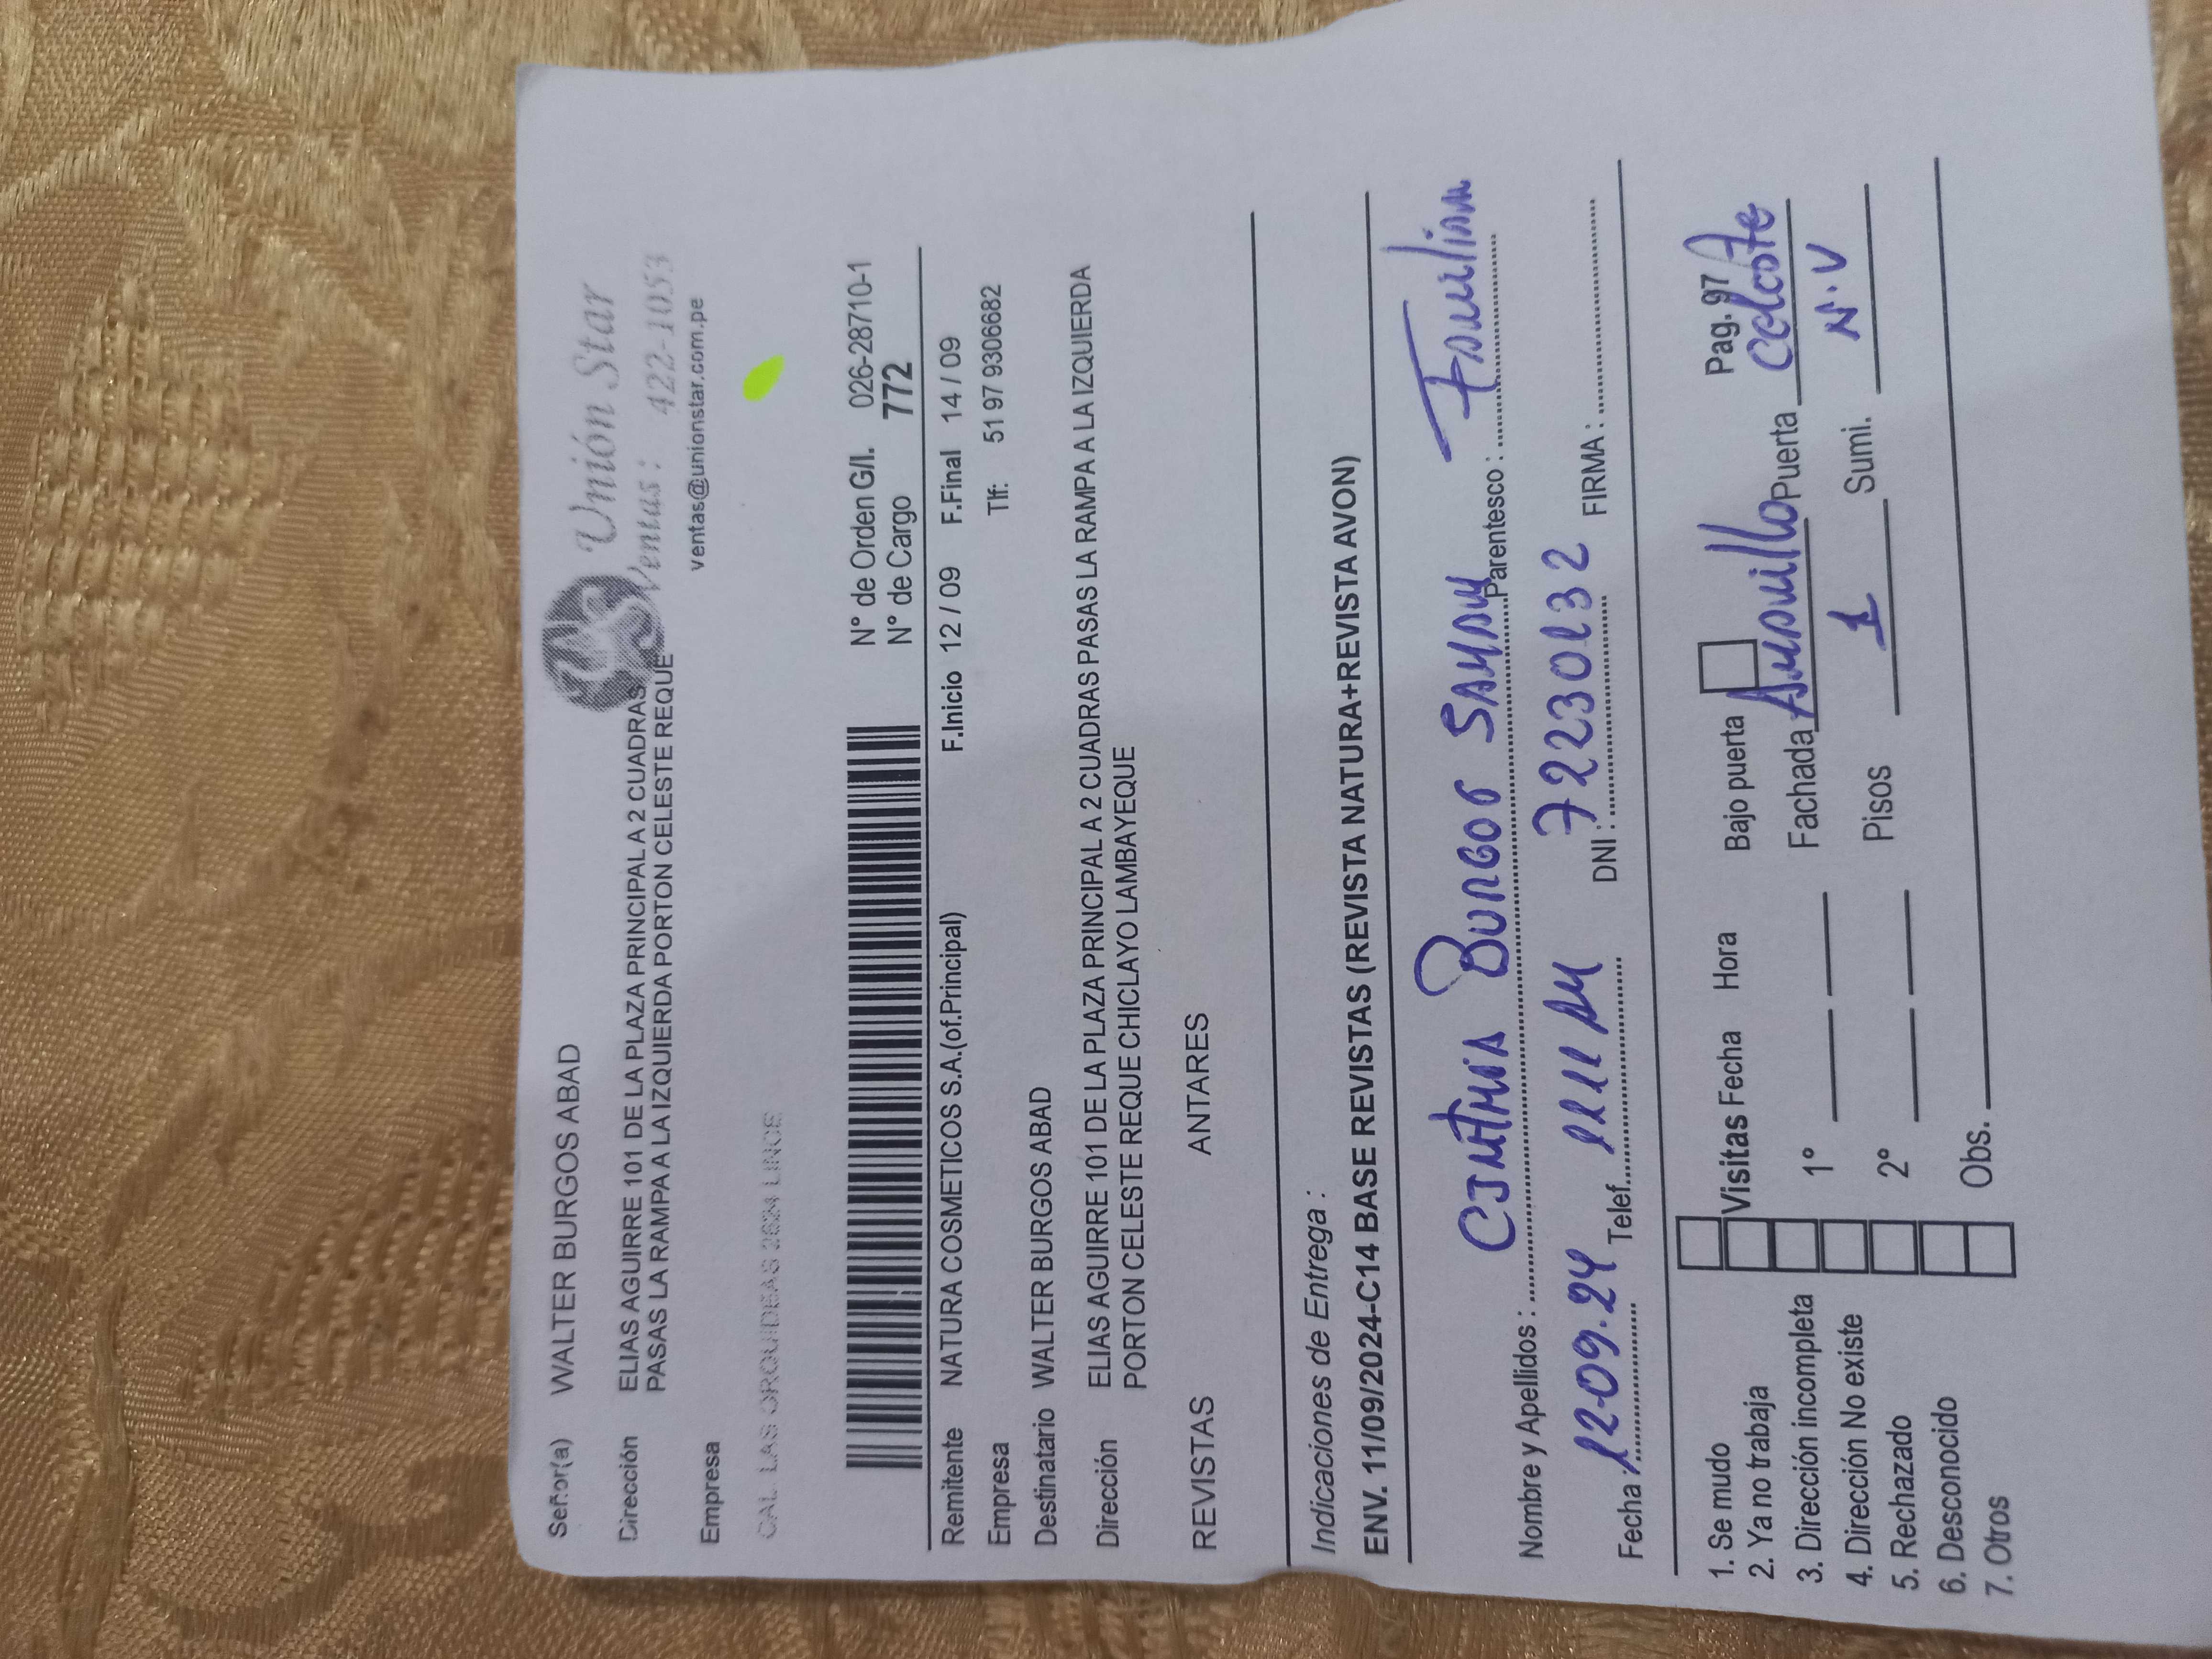 Señor(a) WALTER BURGOS ABAD
Unión Star
Dirección ELIAS AGUIRRE 101 DE LA PLAZA PRINCIPAL A 2 CUADRAS
Ventas : 422-1053
PASAS LA RAMPA A LA IZQUIERDA PORTON CELESTE REQUE
Empresa ventas@unionstar.com.pe
CAL. LAS ORQUIDEAS 2624 LINCE
N° de Orden G/I. 026-28710-1
N° de Cargo 772
Remitente NATURA COSMETICOS S.A.(of.Principal) F.Inicio 12 / 09 F.Final 14 / 09
Empresa Tlf: 51 97 9306682
Destinatario WALTER BURGOS ABAD
Dirección ELIAS AGUIRRE 101 DE LA PLAZA PRINCIPAL A 2 CUADRAS PASAS LA RAMPA A LA IZQUIERDA
PORTON CELESTE REQUE CHICLAYO LAMBAYEQUE
REVISTAS ANTARES
Indicaciones de Entrega :
ENV. 11/09/2024-C14 BASE REVISTAS (REVISTA NATURA+REVISTA AVON)
Nombre y Apellidos : Burgos Parentesco :
Fecha : 12-09-24 Telef. DNI : 72230132 FIRMA :
1. Se mudo Bajo puerta Pag. 97
2. Ya no trabaja Visitas Fecha Hora
3. Dirección incompleta 1° Fachada Amarillo Puerta Celeste
4. Dirección No existe
5. Rechazado 2° Pisos 1 Sumi. N.V
6. Desconocido
7. Otros Obs.